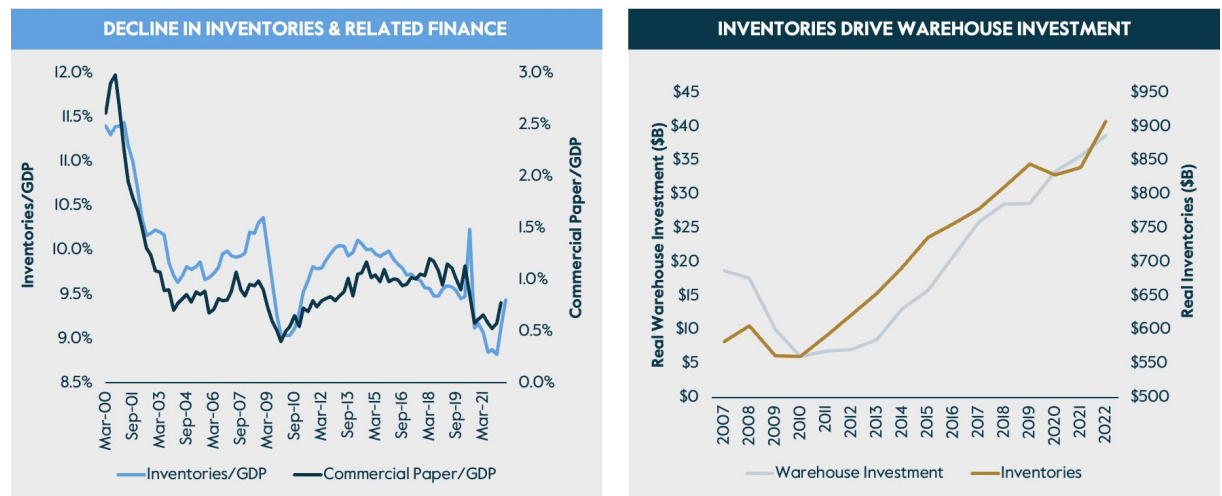 DECLINE IN INVENTORIES & RELATED FINANCE
Inventories/GDP
12.0%
11.5%
11.0%
10.5%
10.0%
9.5%
9.0%
8.5%
3.0%
2.5%
2.0%
1.5%
1.0%
0.5%
0.0%
Commercial Paper/GDP
Mar-00
Sep-01
Mar-03
Sep-04
Mar-06
Sep-07
Mar-09
Sep-10
Mar-12
Sep-13
Mar-15
Sep-16
Mar-18
Sep-19
Mar-21
Inventories/GDP
Commercial Paper/GDP
INVENTORIES DRIVE WAREHOUSE INVESTMENT
Real Warehouse Investment ($B)
$45
$40
$35
$30
$25
$20
$15
$10
$5
$0
$950
$900
$850
$800
$750
$700
$650
$600
$550
$500
Real Inventories ($B)
2007
2008
2009
2010
2011
2012
2013
2014
2015
2016
2017
2018
2019
2020
2021
2022
Warehouse Investment
Inventories